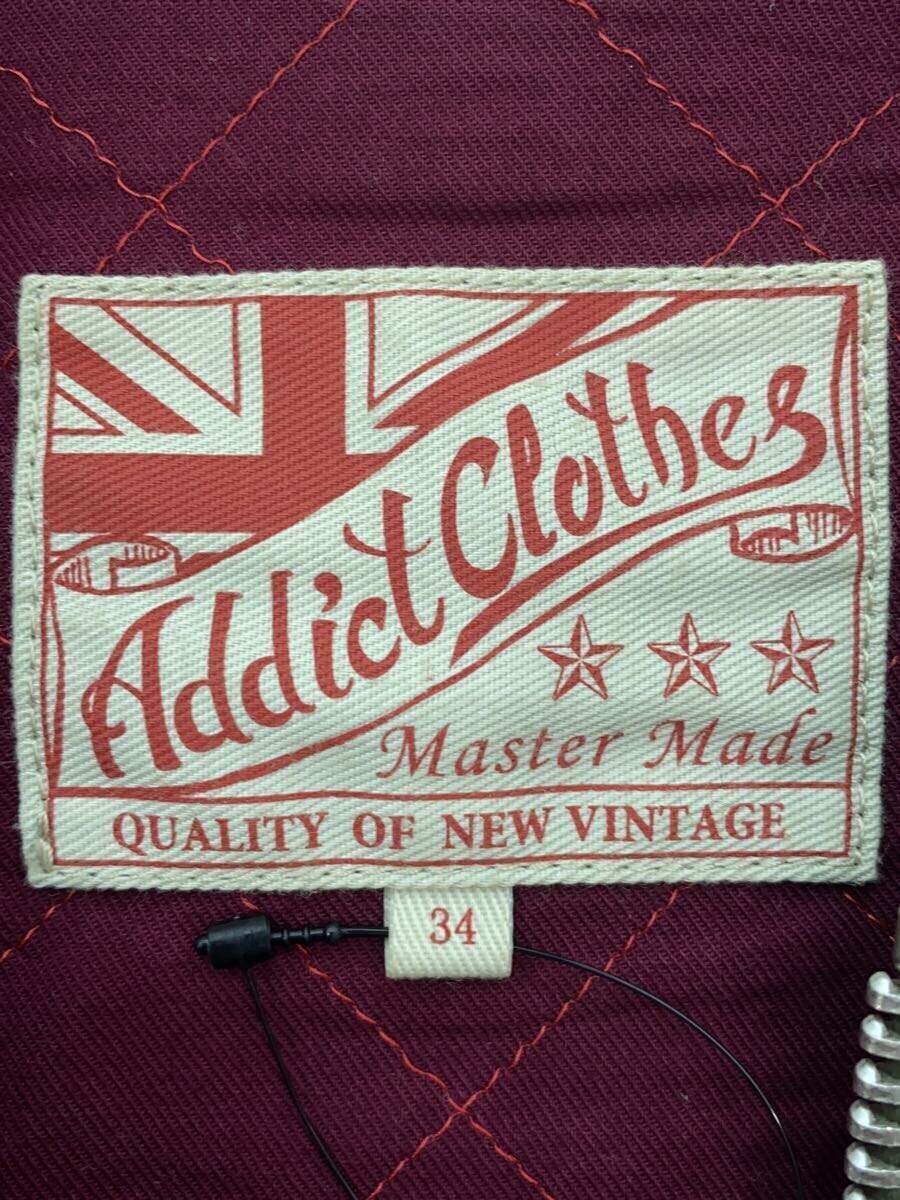 Addict Clothes
Master Made
QUALITY OF NEW VINTAGE
34